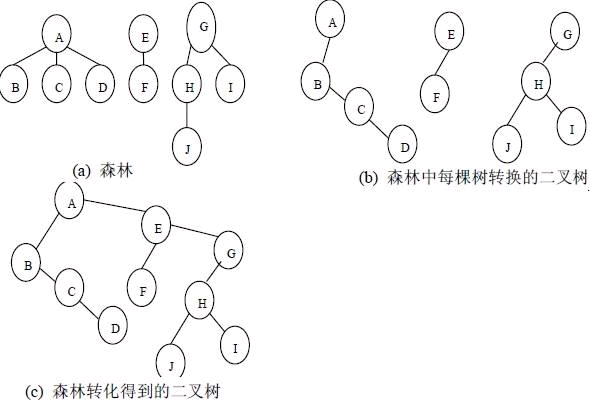 A E G
B C D F H I
J
(a) 森林
A E G
B F H
C
D J I
(b) 森林中每棵树转换的二叉树
A
E
G
B
C F H
D
J I
(c) 森林转化得到的二叉树